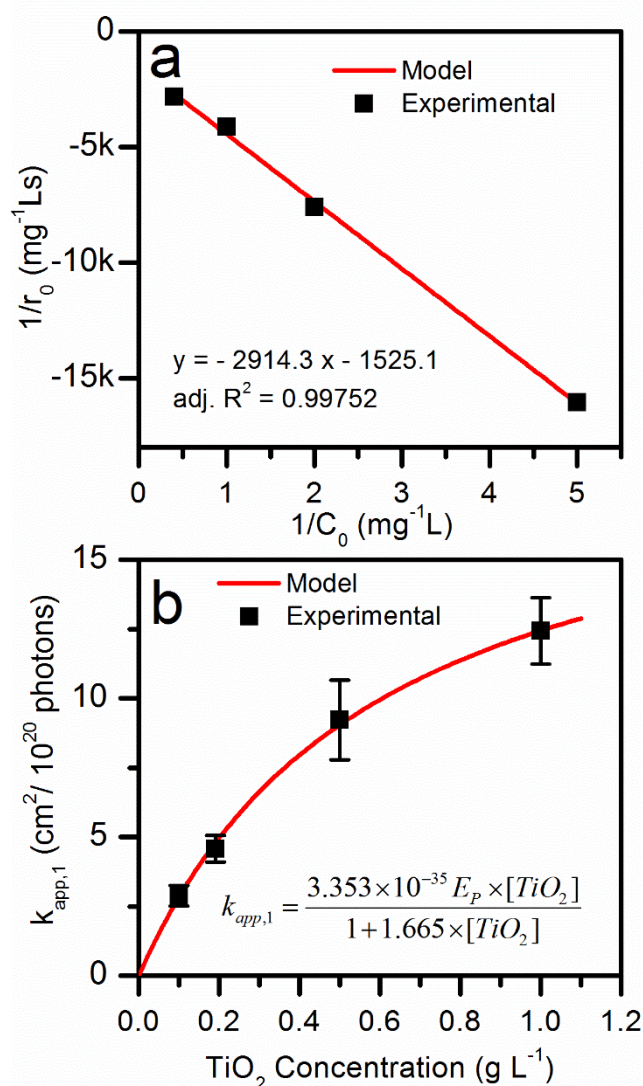 a
Model
Experimental
0
-5k
-10k
-15k
1/r₀ (mg⁻¹Ls)
y = - 2914.3 x - 1525.1
adj. R² = 0.99752
0 1 2 3 4 5
1/C₀ (mg⁻¹L)
b
Model
Experimental
15
10
5
0
k_app,1 (cm²/ 10²⁰ photons)
k_app,1 = 3.353×10⁻³⁵ E_P × [TiO₂] / 1+1.665×[TiO₂]
0.0 0.2 0.4 0.6 0.8 1.0 1.2
TiO₂ Concentration (g L⁻¹)